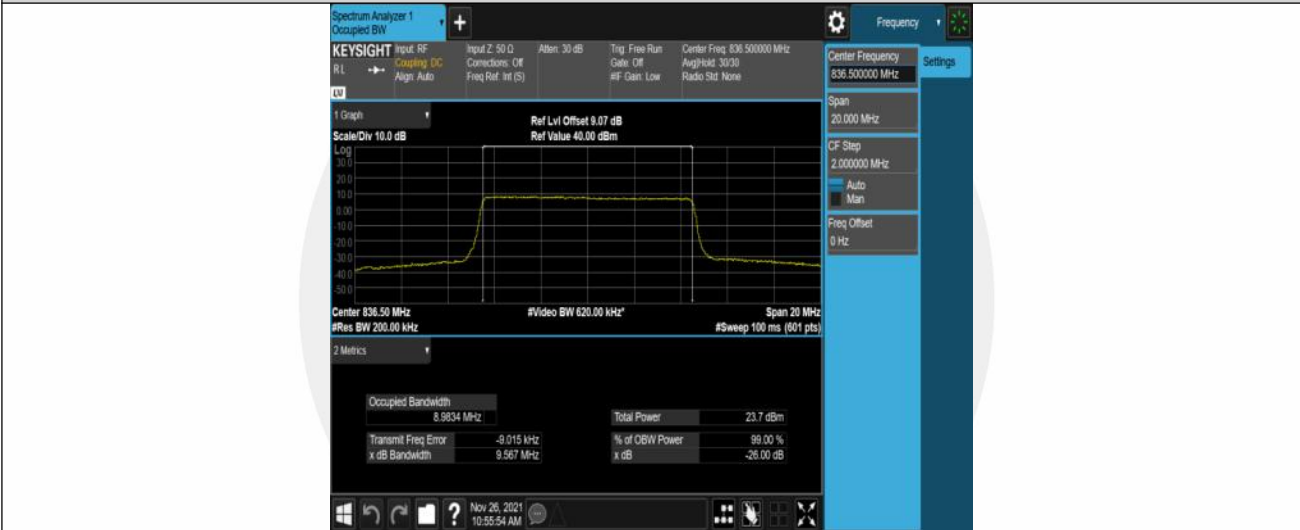 Spectrum Analyzer 1
Occupied BW
+
Frequency
KEYSIGHT
R L
LXI
Input: RF
Coupling: DC
Align: Auto
Input Z: 50 Ω
Corrections: Off
Freq Ref: Int (S)
Atten: 30 dB
Trig: Free Run
Gate: Off
#IF Gain: Low
Center Freq: 836.500000 MHz
Avg|Hold: 30/30
Radio Std: None
Center Frequency
836.500000 MHz
Settings
Span
20.000 MHz
CF Step
2.000000 MHz
Auto
Man
Freq Offset
0 Hz
1 Graph
Ref Lvl Offset 9.07 dB
Scale/Div 10.0 dB
Ref Value 40.00 dBm
Log
30.0
20.0
10.0
0.00
-10.0
-20.0
-30.0
-40.0
-50.0
Center 836.50 MHz
#Video BW 620.00 kHz*
Span 20 MHz
#Res BW 200.00 kHz
#Sweep 100 ms (601 pts)
2 Metrics
Occupied Bandwidth
8.9834 MHz
Total Power 23.7 dBm
Transmit Freq Error -9.015 kHz
% of OBW Power 99.00 %
x dB Bandwidth 9.567 MHz
x dB -26.00 dB
?
Nov 26, 2021
10:55:54 AM